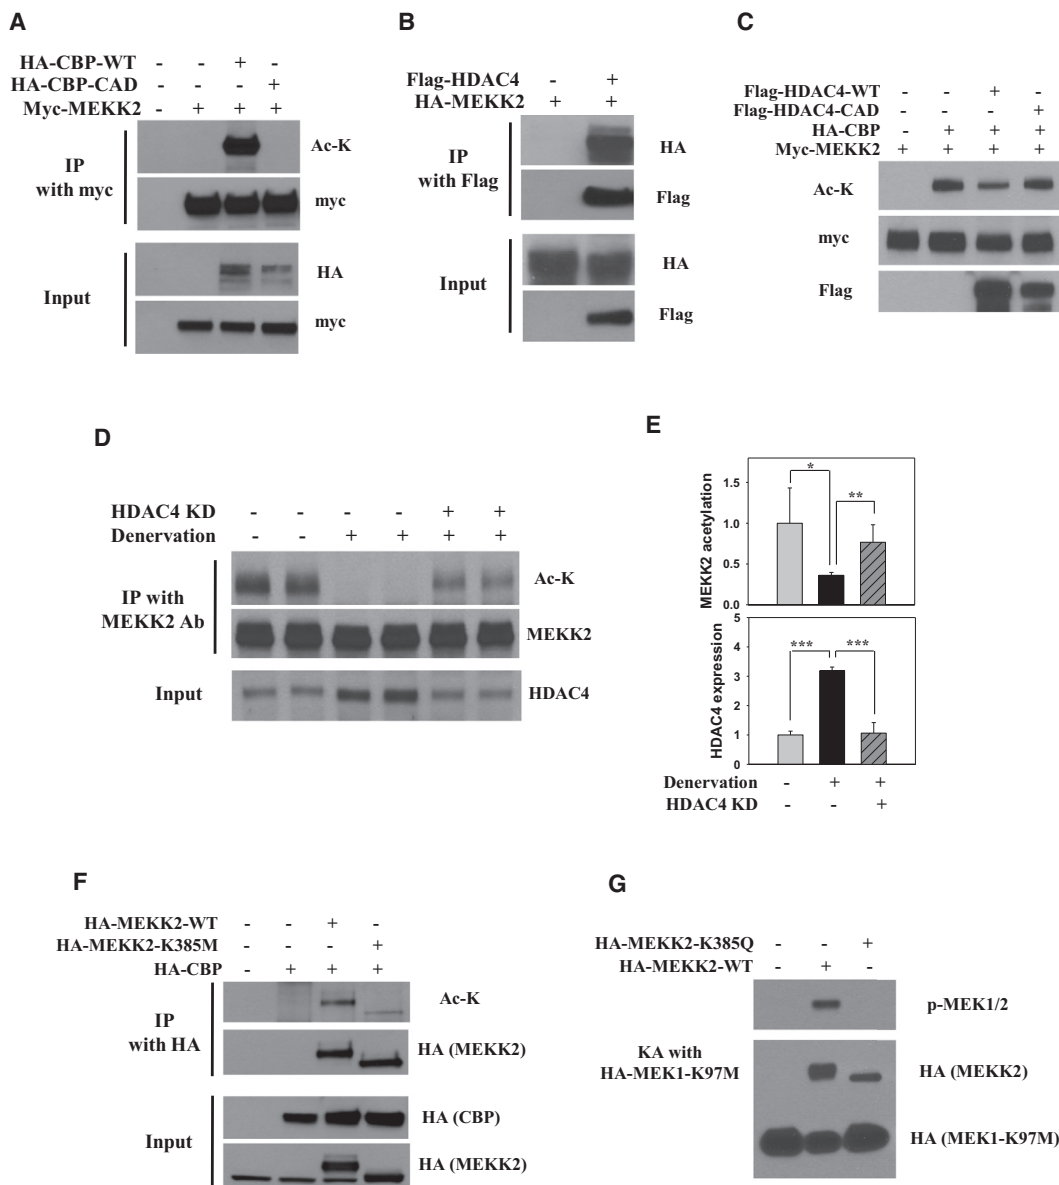 A
HA-CBP-WT - - + -
HA-CBP-CAD - - - +
Myc-MEKK2 - + + +
IP
with myc
Ac-K
myc
Input
HA
myc
B
Flag-HDAC4 - +
HA-MEKK2 + +
IP
with Flag
HA
Flag
Input
HA
Flag
C
Flag-HDAC4-WT - - + -
Flag-HDAC4-CAD - - - +
HA-CBP - + + +
Myc-MEKK2 + + + +
Ac-K
myc
Flag
D
HDAC4 KD - - - - + +
Denervation - - + + + +
IP with
MEKK2 Ab
Ac-K
MEKK2
Input
HDAC4
E
MEKK2 acetylation
1.5
1.0
0.5
0.0
*
**
HDAC4 expression
5
4
3
2
1
0
***
***
Denervation - + +
HDAC4 KD - - +
F
HA-MEKK2-WT - - + -
HA-MEKK2-K385M - - - +
HA-CBP - + + +
IP
with HA
Ac-K
HA (MEKK2)
Input
HA (CBP)
HA (MEKK2)
G
HA-MEKK2-K385Q - - +
HA-MEKK2-WT - + -
p-MEK1/2
KA with
HA-MEK1-K97M
HA (MEKK2)
HA (MEK1-K97M)